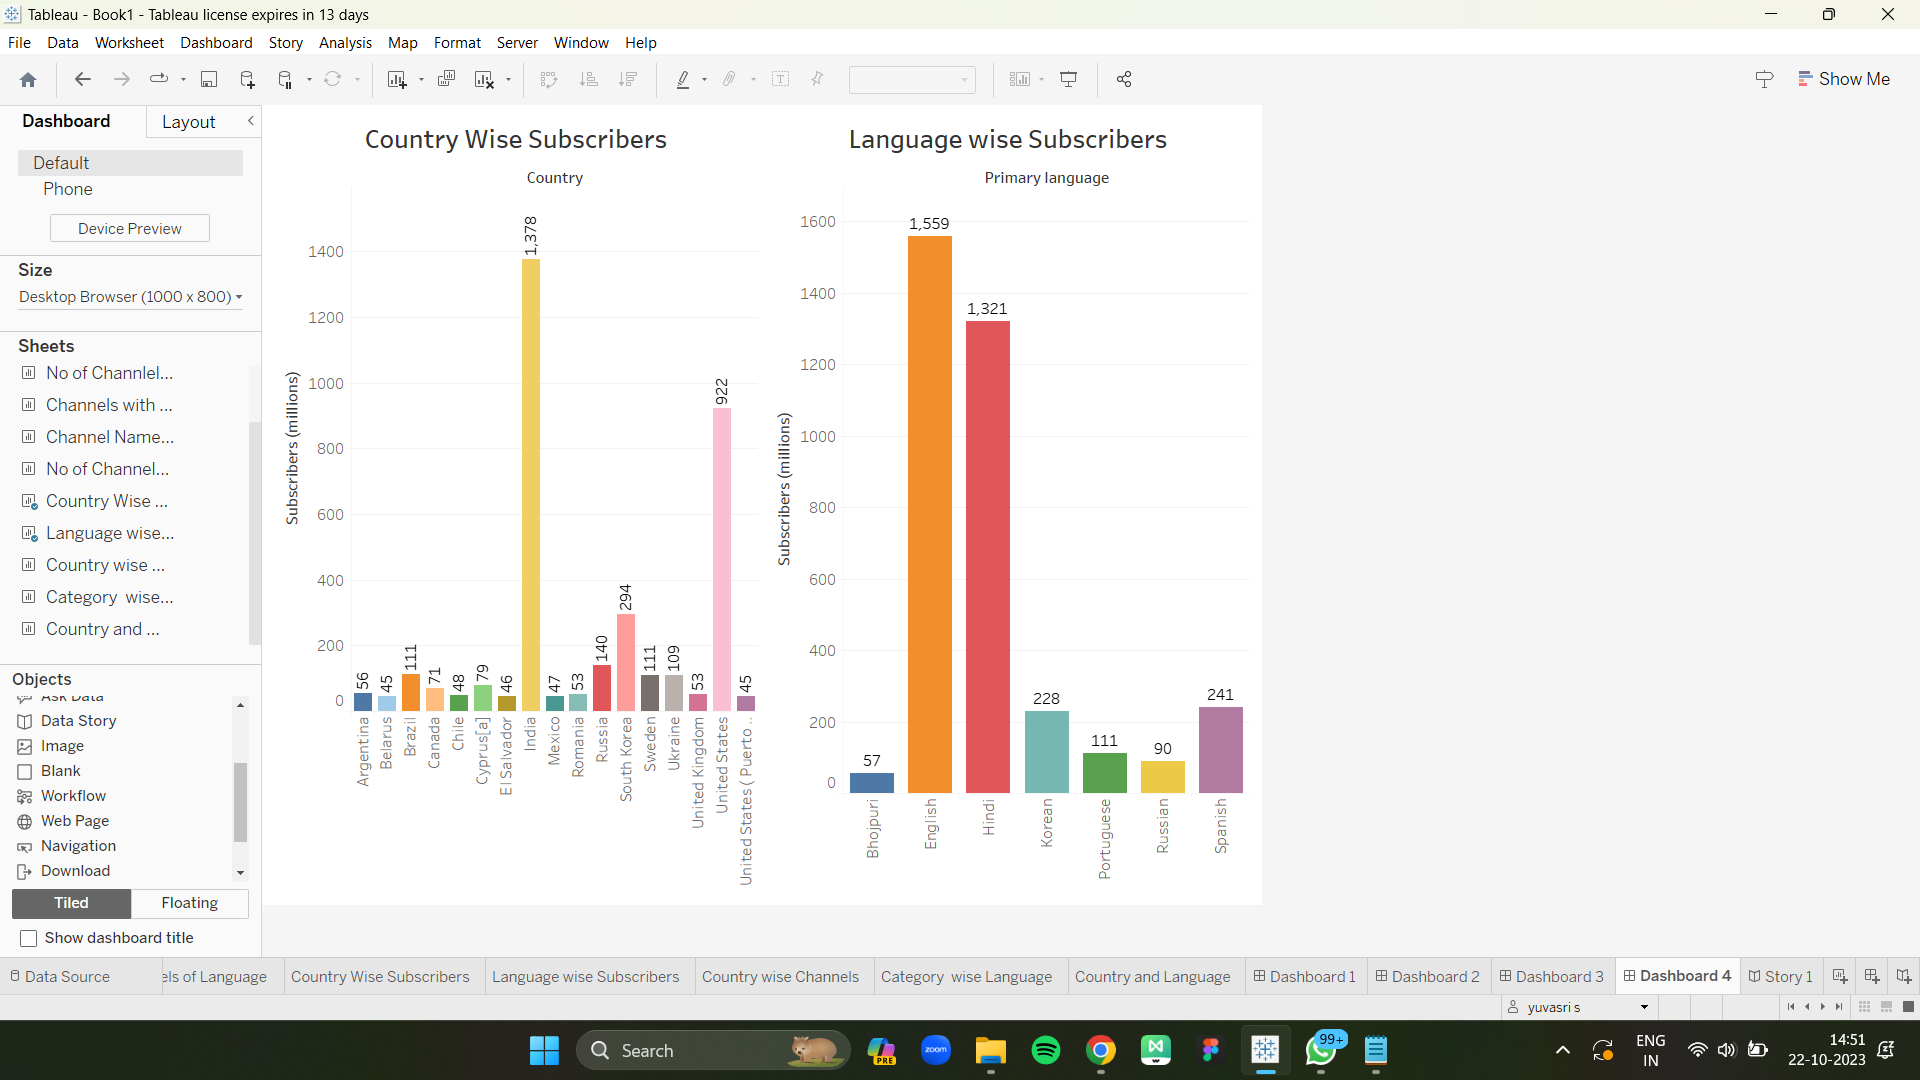 Tableau - Book1 - Tableau license expires in 13 days
File Data Worksheet Dashboard Story Analysis Map Format Server Window Help
Show Me
Dashboard Layout
Default
Phone
Device Preview
Size
Desktop Browser (1000 x 800)
Sheets
No of Channlel...
Channels with ...
Channel Name...
No of Channel...
Country Wise ...
Language wise...
Country wise ...
Category  wise...
Country and ...
Objects
Ask Data
Data Story
Image
Blank
Workflow
Web Page
Navigation
Download
Tiled Floating
Show dashboard title
Country Wise Subscribers
Country
Subscribers (millions)
1400
1200
1000
800
600
400
200
0
56 45 111 71 48 79 46 1,378 47 53 140 294 111 109 53 922 45
Argentina
Belarus
Brazil
Canada
Chile
Cyprus[a]
El Salvador
India
Mexico
Romania
Russia
South Korea
Sweden
Ukraine
United Kingdom
United States
United States ( Puerto ..
Language wise Subscribers
Primary language
Subscribers (millions)
1600
1400
1200
1000
800
600
400
200
0
57 1,559 1,321 228 111 90 241
Bhojpuri
English
Hindi
Korean
Portuguese
Russian
Spanish
Data Source els of Language Country Wise Subscribers Language wise Subscribers Country wise Channels Category  wise Language Country and Language Dashboard 1 Dashboard 2 Dashboard 3 Dashboard 4 Story 1
yuvasri s
Search
PRE
zoom
99+
ENG
IN
14:51
22-10-2023